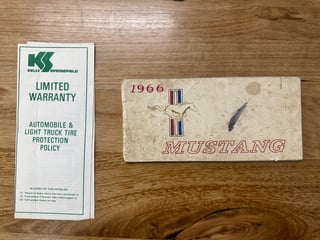 KS
KELLY SPRINGFIELD
LIMITED
WARRANTY
AUTOMOBILE &
LIGHT TRUCK TIRE
PROTECTION
POLICY
1966
MUSTANG